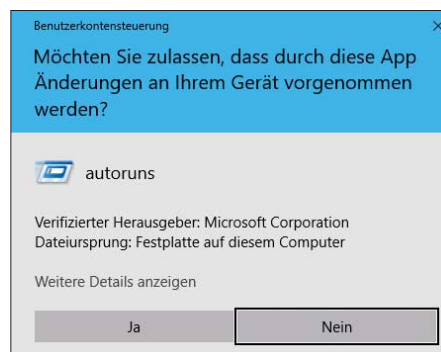 Benutzerkontensteuerung
Möchten Sie zulassen, dass durch diese App
Änderungen an Ihrem Gerät vorgenommen
werden?
autoruns
Verifizierter Herausgeber: Microsoft Corporation
Dateiursprung: Festplatte auf diesem Computer
Weitere Details anzeigen
Ja
Nein